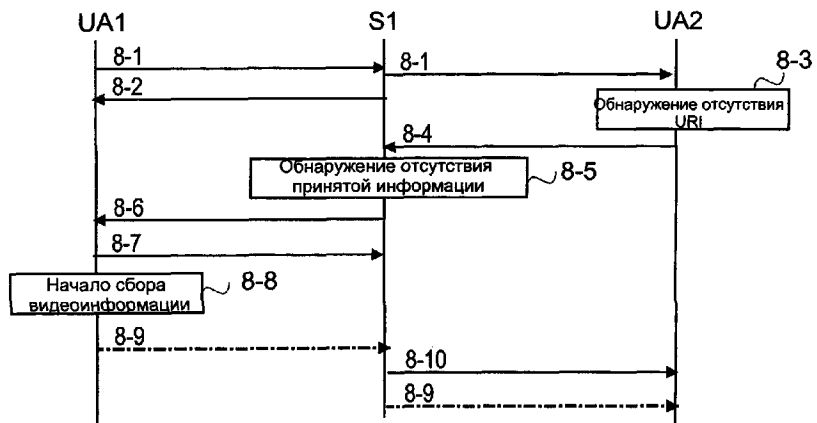 UA1
S1
UA2
8-1
8-1
8-2
8-3
Обнаружение отсутствия
URI
8-4
Обнаружение отсутствия
принятой информации
8-5
8-6
8-7
Начало сбора
видеоинформации
8-8
8-9
8-10
8-9